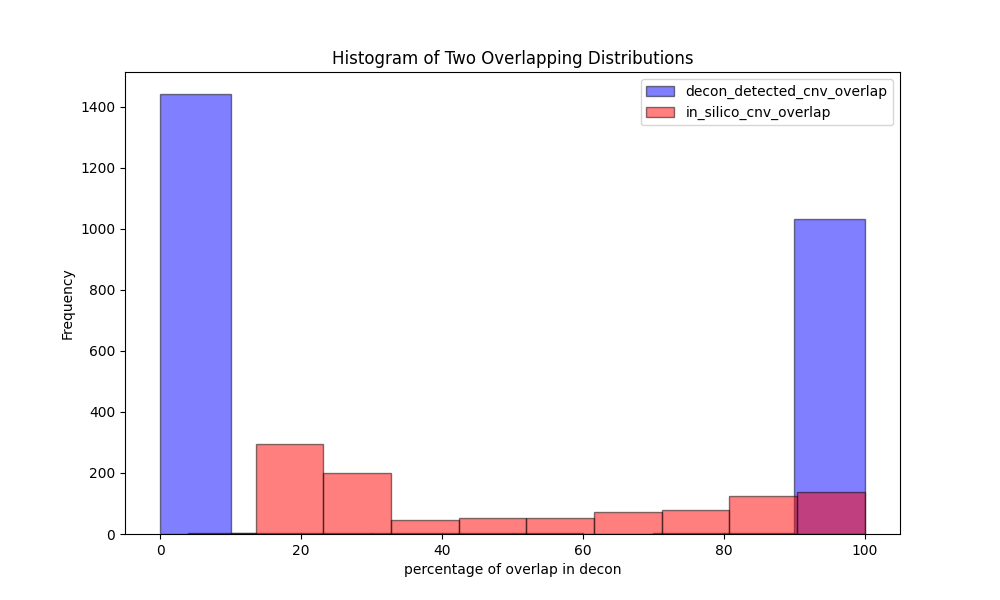 Histogram of Two Overlapping Distributions
decon_detected_cnv_overlap
in_silico_cnv_overlap
Frequency
1400
1200
1000
800
600
400
200
0
0 20 40 60 80 100
percentage of overlap in decon